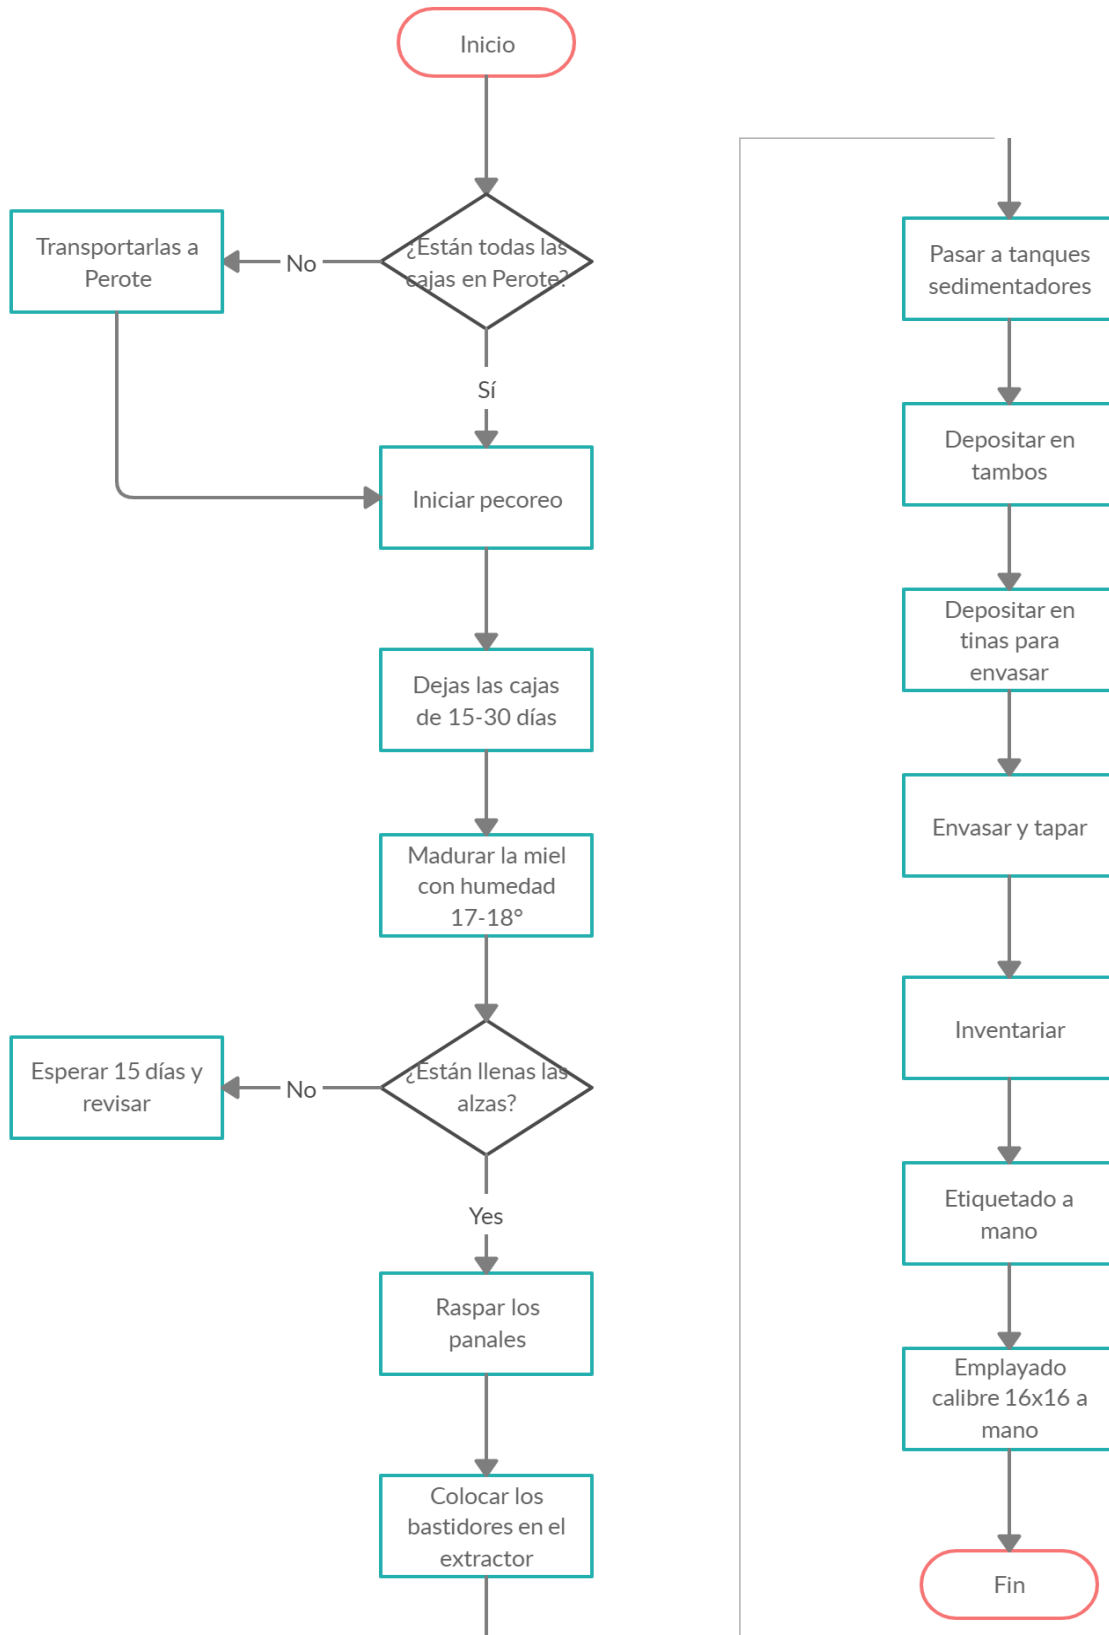 Inicio
¿Están todas las
cajas en Perote?
No
Transportarlas a
Perote
Sí
Iniciar pecoreo
Dejas las cajas
de 15-30 días
Madurar la miel
con humedad
17-18°
¿Están llenas las
alzas?
No
Esperar 15 días y
revisar
Yes
Raspar los
panales
Colocar los
bastidores en el
extractor
Pasar a tanques
sedimentadores
Depositar en
tambos
Depositar en
tinas para
envasar
Envasar y tapar
Inventariar
Etiquetado a
mano
Emplayado
calibre 16x16 a
mano
Fin